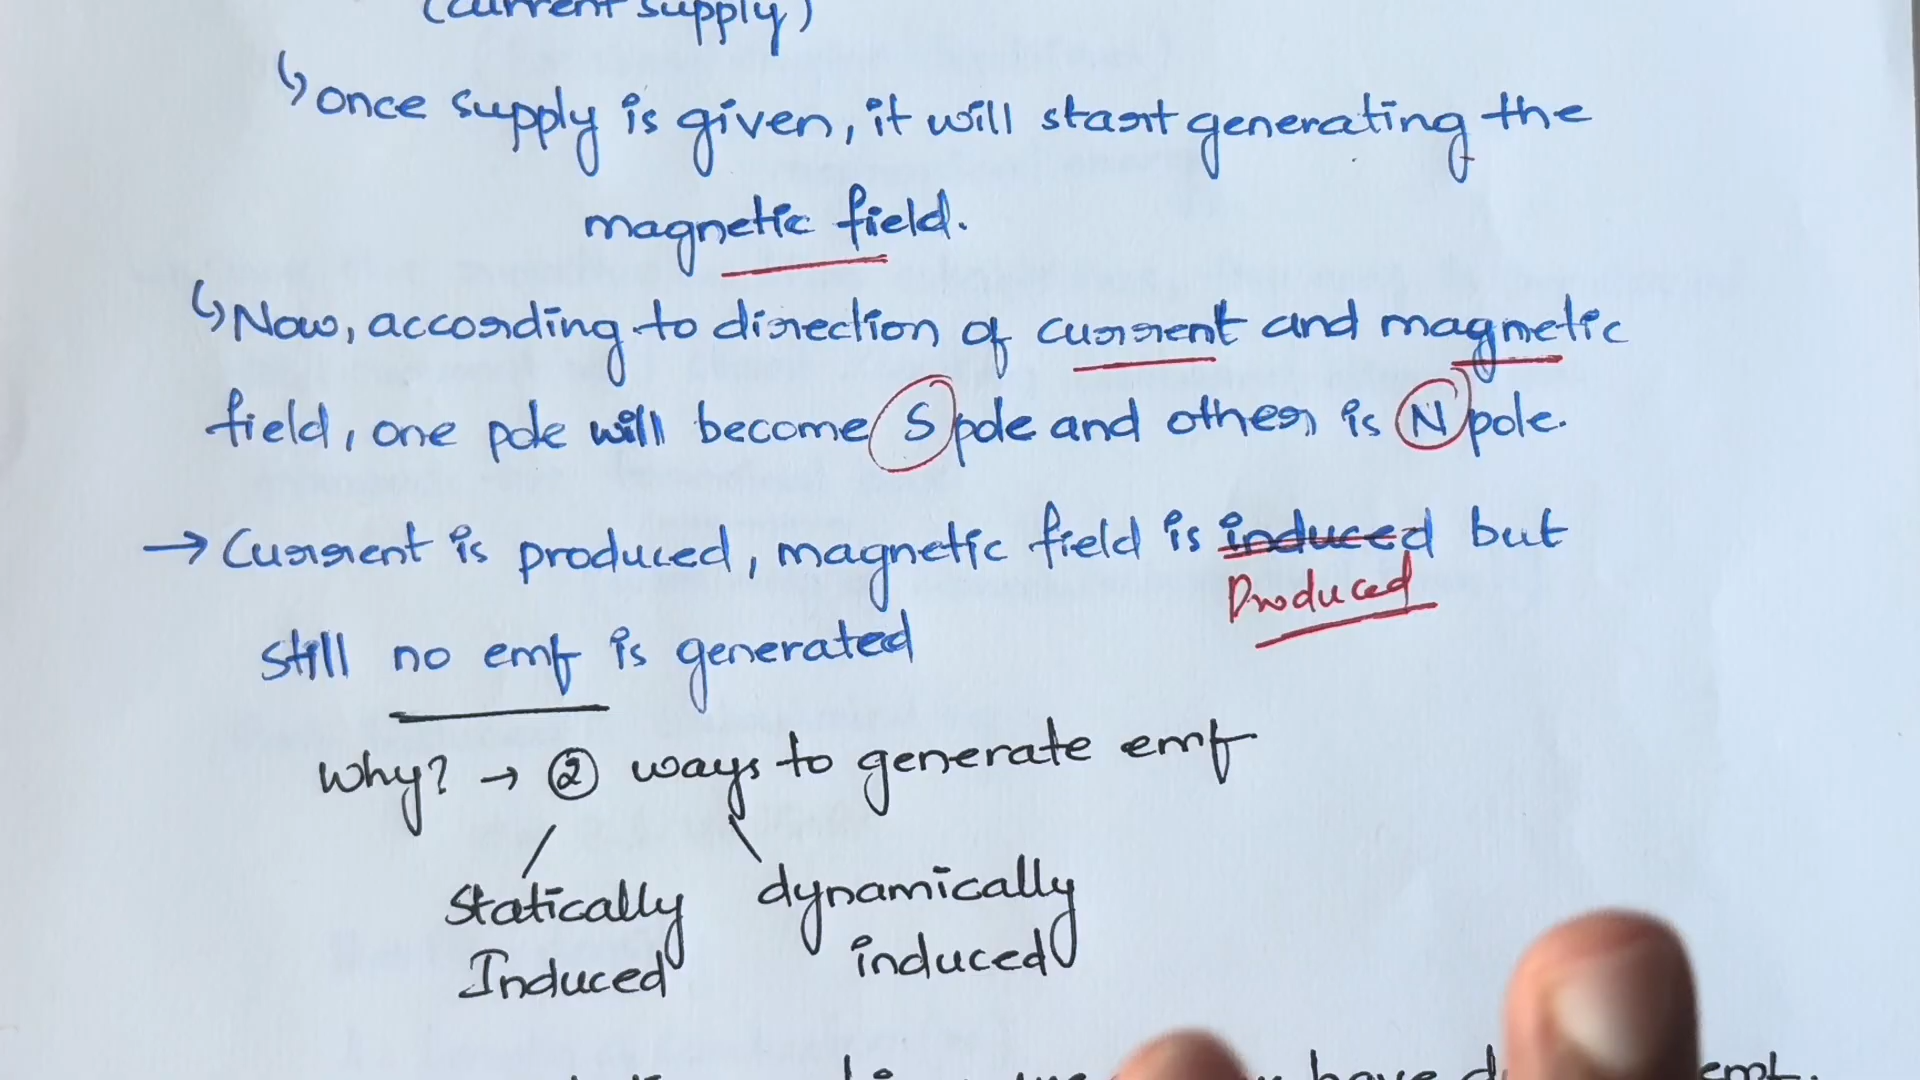 (current supply)
↳ once supply is given, it will start generating the
magnetic field.
↳ Now, according to direction of current and magnetic
field, one pole will become S pole and other is N pole.
→ Current is produced, magnetic field is induced but
Produced
still no emf is generated
Why? → ② ways to generate emf
Statically dynamically
Induced induced
have
emf.